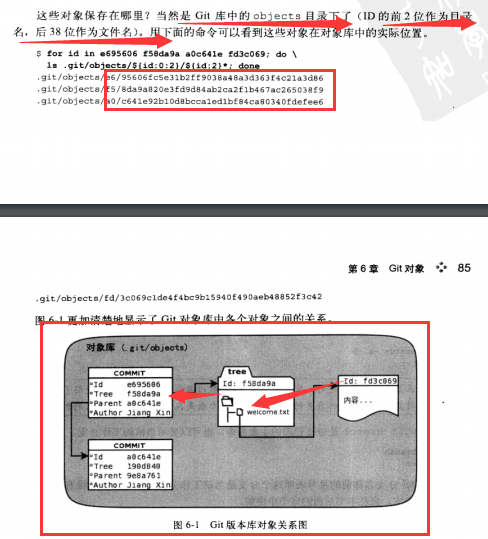 这些对象保存在哪里？当然是 Git 库中的 objects 目录下了（ID 的前 2 位作为目录
名，后 38 位作为文件名）。用下面的命令可以看到这些对象在对象库中的实际位置。
$ for id in e695606 f58da9a a0c641e fd3c069; do \
ls .git/objects/${id:0:2}/${id:2}*; done
.git/objects/e6/95606fc5e31b2ff9038a48a3d363f4c21a3d86
.git/objects/f5/8da9a820e3fd9d84ab2ca2f1b467ac265038f9
.git/objects/a0/c641e92b10d8bcca1ed1bf84ca80340fdefee6
第 6 章 Git 对象 85
.git/objects/fd/3c069c1de4f4bc9b15940f490aeb48852f3c42
图 6-1 更加清楚地显示了 Git 对象库中各个对象之间的关系。
对象库 (.git/objects)
COMMIT
*Id e695606
*Tree f58da9a
*Parent a0c641e
*Author Jiang Xin
tree
Id: f58da9a
welcome.txt
Id: fd3c069
内容...
COMMIT
*Id a0c641e
*Tree 190d840
*Parent 9e8a761
*Author Jiang Xin
图 6-1 Git 版本库对象关系图